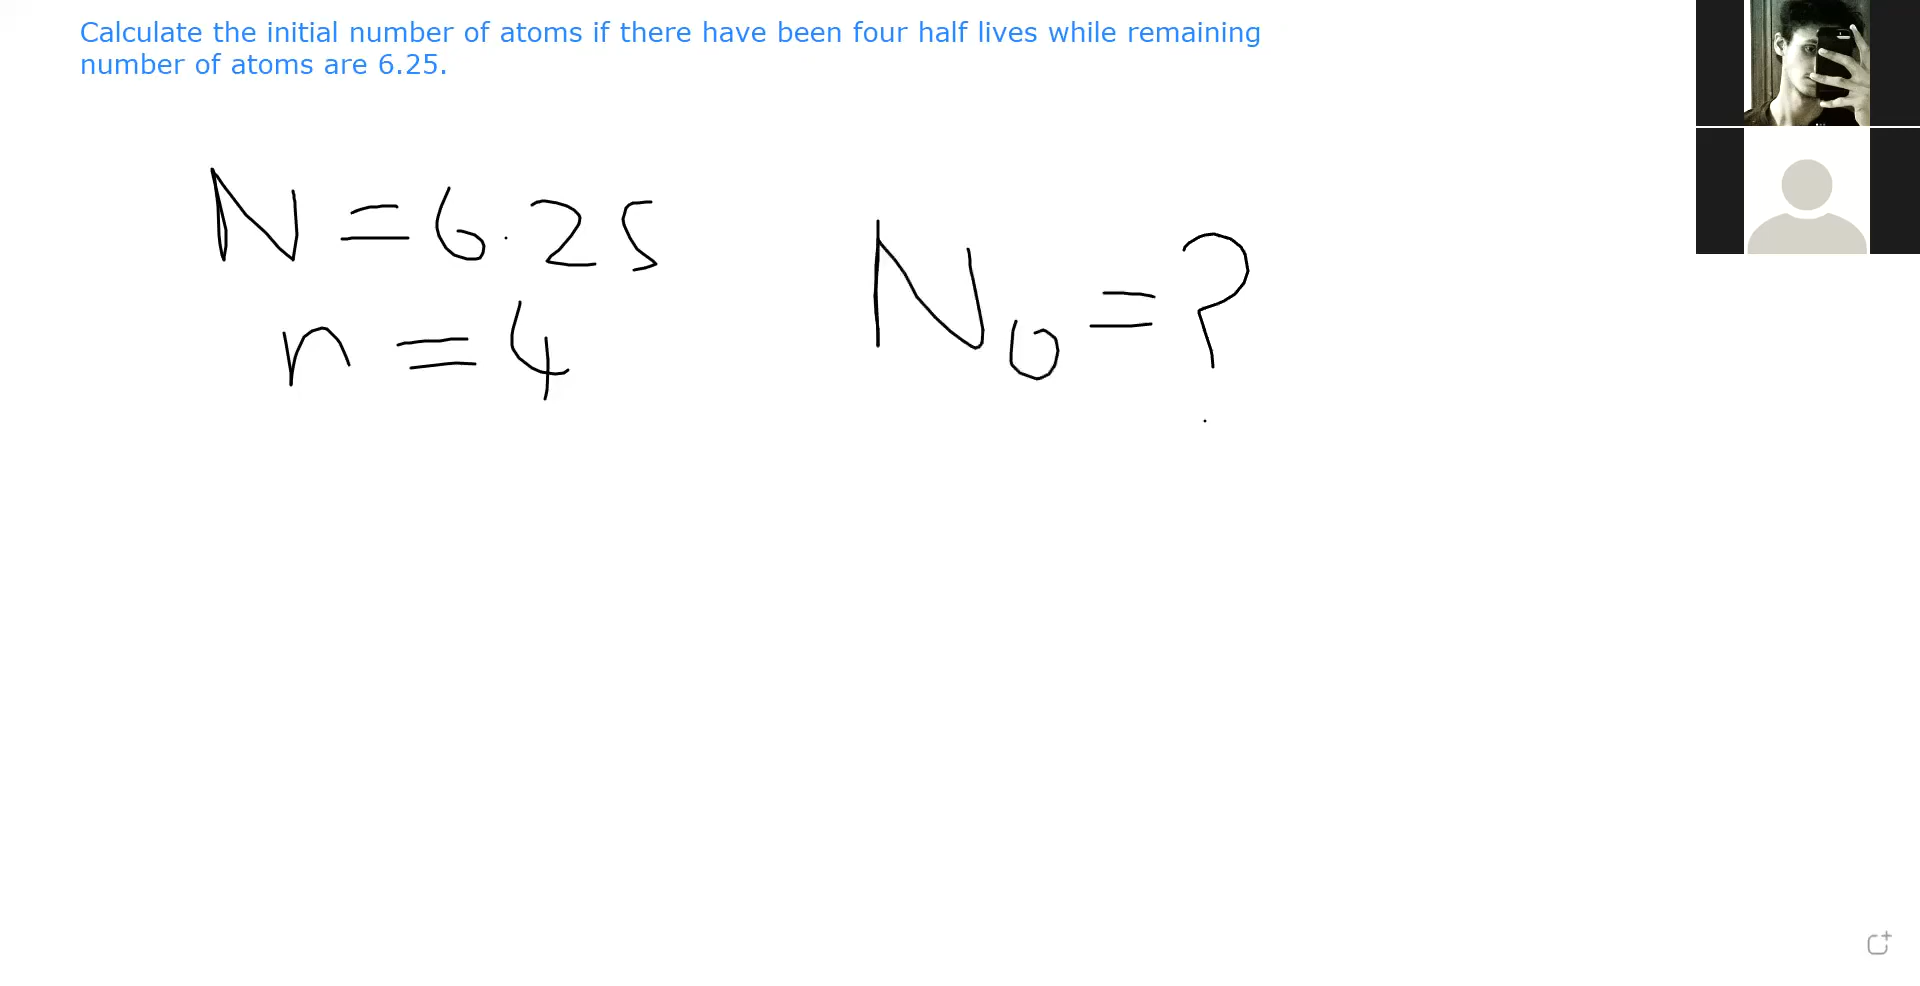 Calculate the initial number of atoms if there have been four half lives while remaining
number of atoms are 6.25.
N = 6.25
n = 4
N₀ = ?